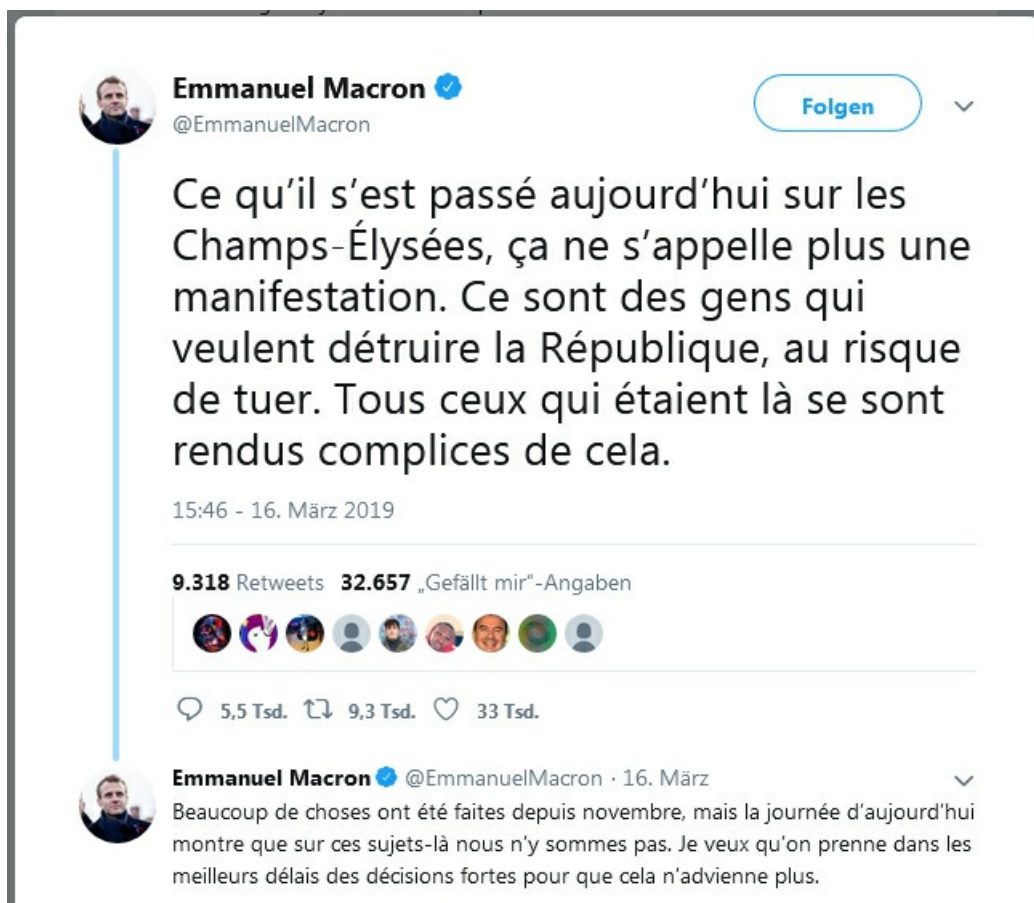 Emmanuel Macron
@EmmanuelMacron
Folgen
Ce qu’il s’est passé aujourd’hui sur les
Champs-Élysées, ça ne s’appelle plus une
manifestation. Ce sont des gens qui
veulent détruire la République, au risque
de tuer. Tous ceux qui étaient là se sont
rendus complices de cela.
15:46 - 16. März 2019
9.318 Retweets 32.657 „Gefällt mir“-Angaben
5,5 Tsd. 9,3 Tsd. 33 Tsd.
Emmanuel Macron @EmmanuelMacron · 16. März
Beaucoup de choses ont été faites depuis novembre, mais la journée d’aujourd’hui
montre que sur ces sujets-là nous n’y sommes pas. Je veux qu’on prenne dans les
meilleurs délais des décisions fortes pour que cela n’advienne plus.